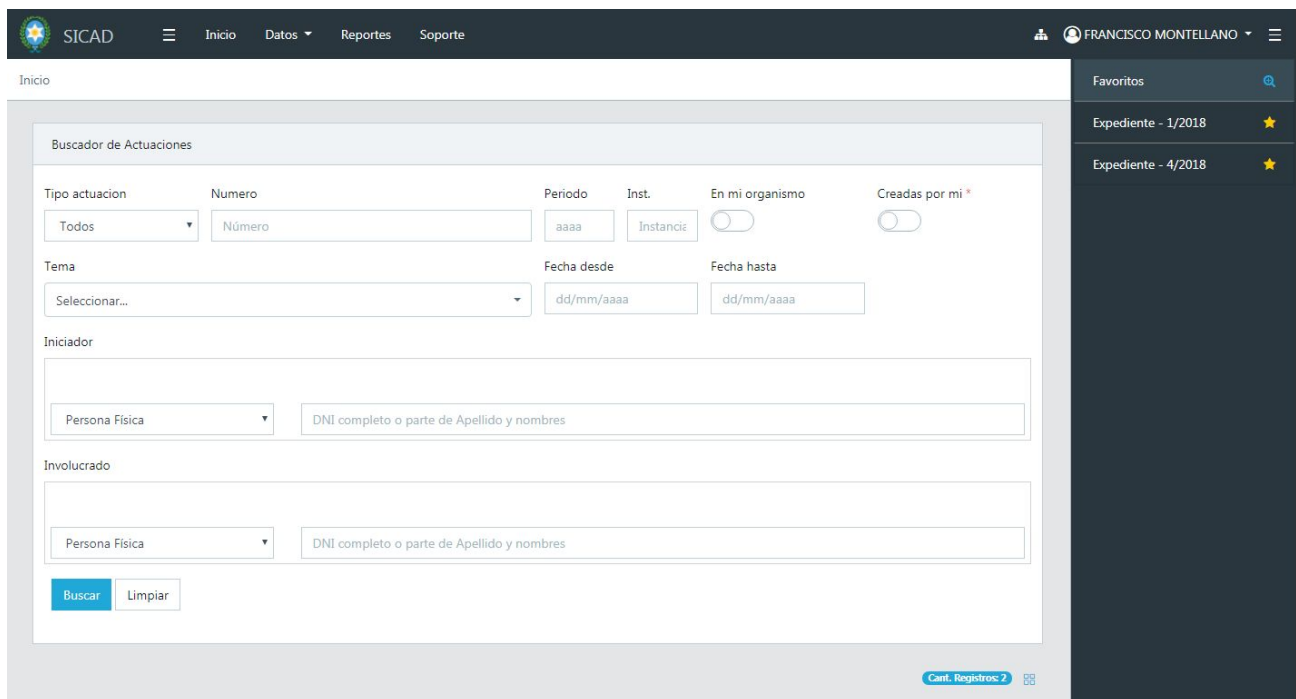 SICAD Inicio Datos Reportes Soporte FRANCISCO MONTELLANO
Inicio
Favoritos
Expediente - 1/2018
Expediente - 4/2018
Buscador de Actuaciones
Tipo actuacion Numero Periodo Inst. En mi organismo Creadas por mi *
Todos Número aaaa Instancia
Tema Fecha desde Fecha hasta
Seleccionar... dd/mm/aaaa dd/mm/aaaa
Iniciador
Persona Física DNI completo o parte de Apellido y nombres
Involucrado
Persona Física DNI completo o parte de Apellido y nombres
Buscar Limpiar
Cant. Registros: 2